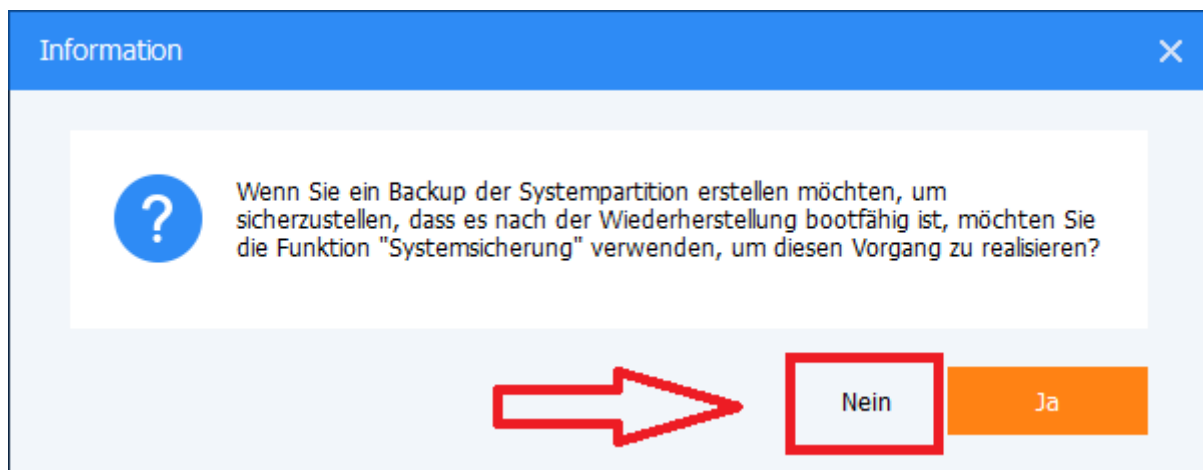 Information
Wenn Sie ein Backup der Systempartition erstellen möchten, um
sicherzustellen, dass es nach der Wiederherstellung bootfähig ist, möchten Sie
die Funktion "Systemsicherung" verwenden, um diesen Vorgang zu realisieren?
Nein
Ja